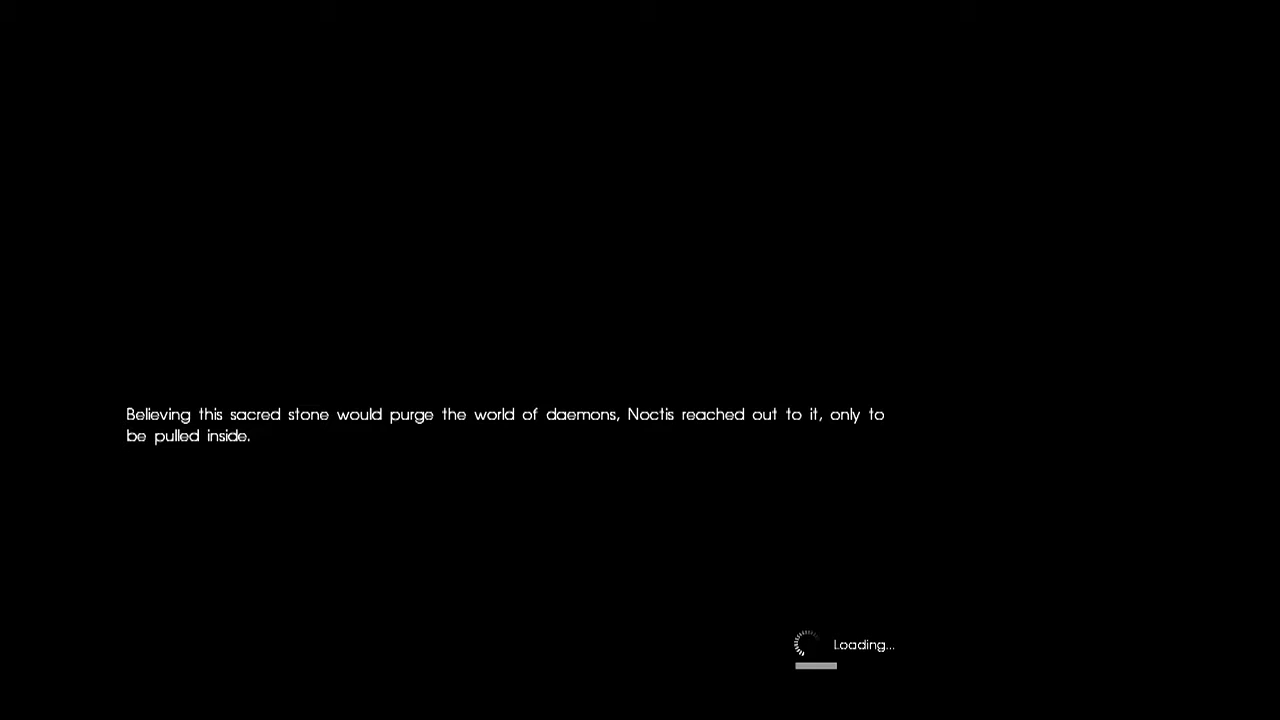 Believing this sacred stone would purge the world of daemons, Noctis reached out to it, only to
be pulled inside.
Loading...